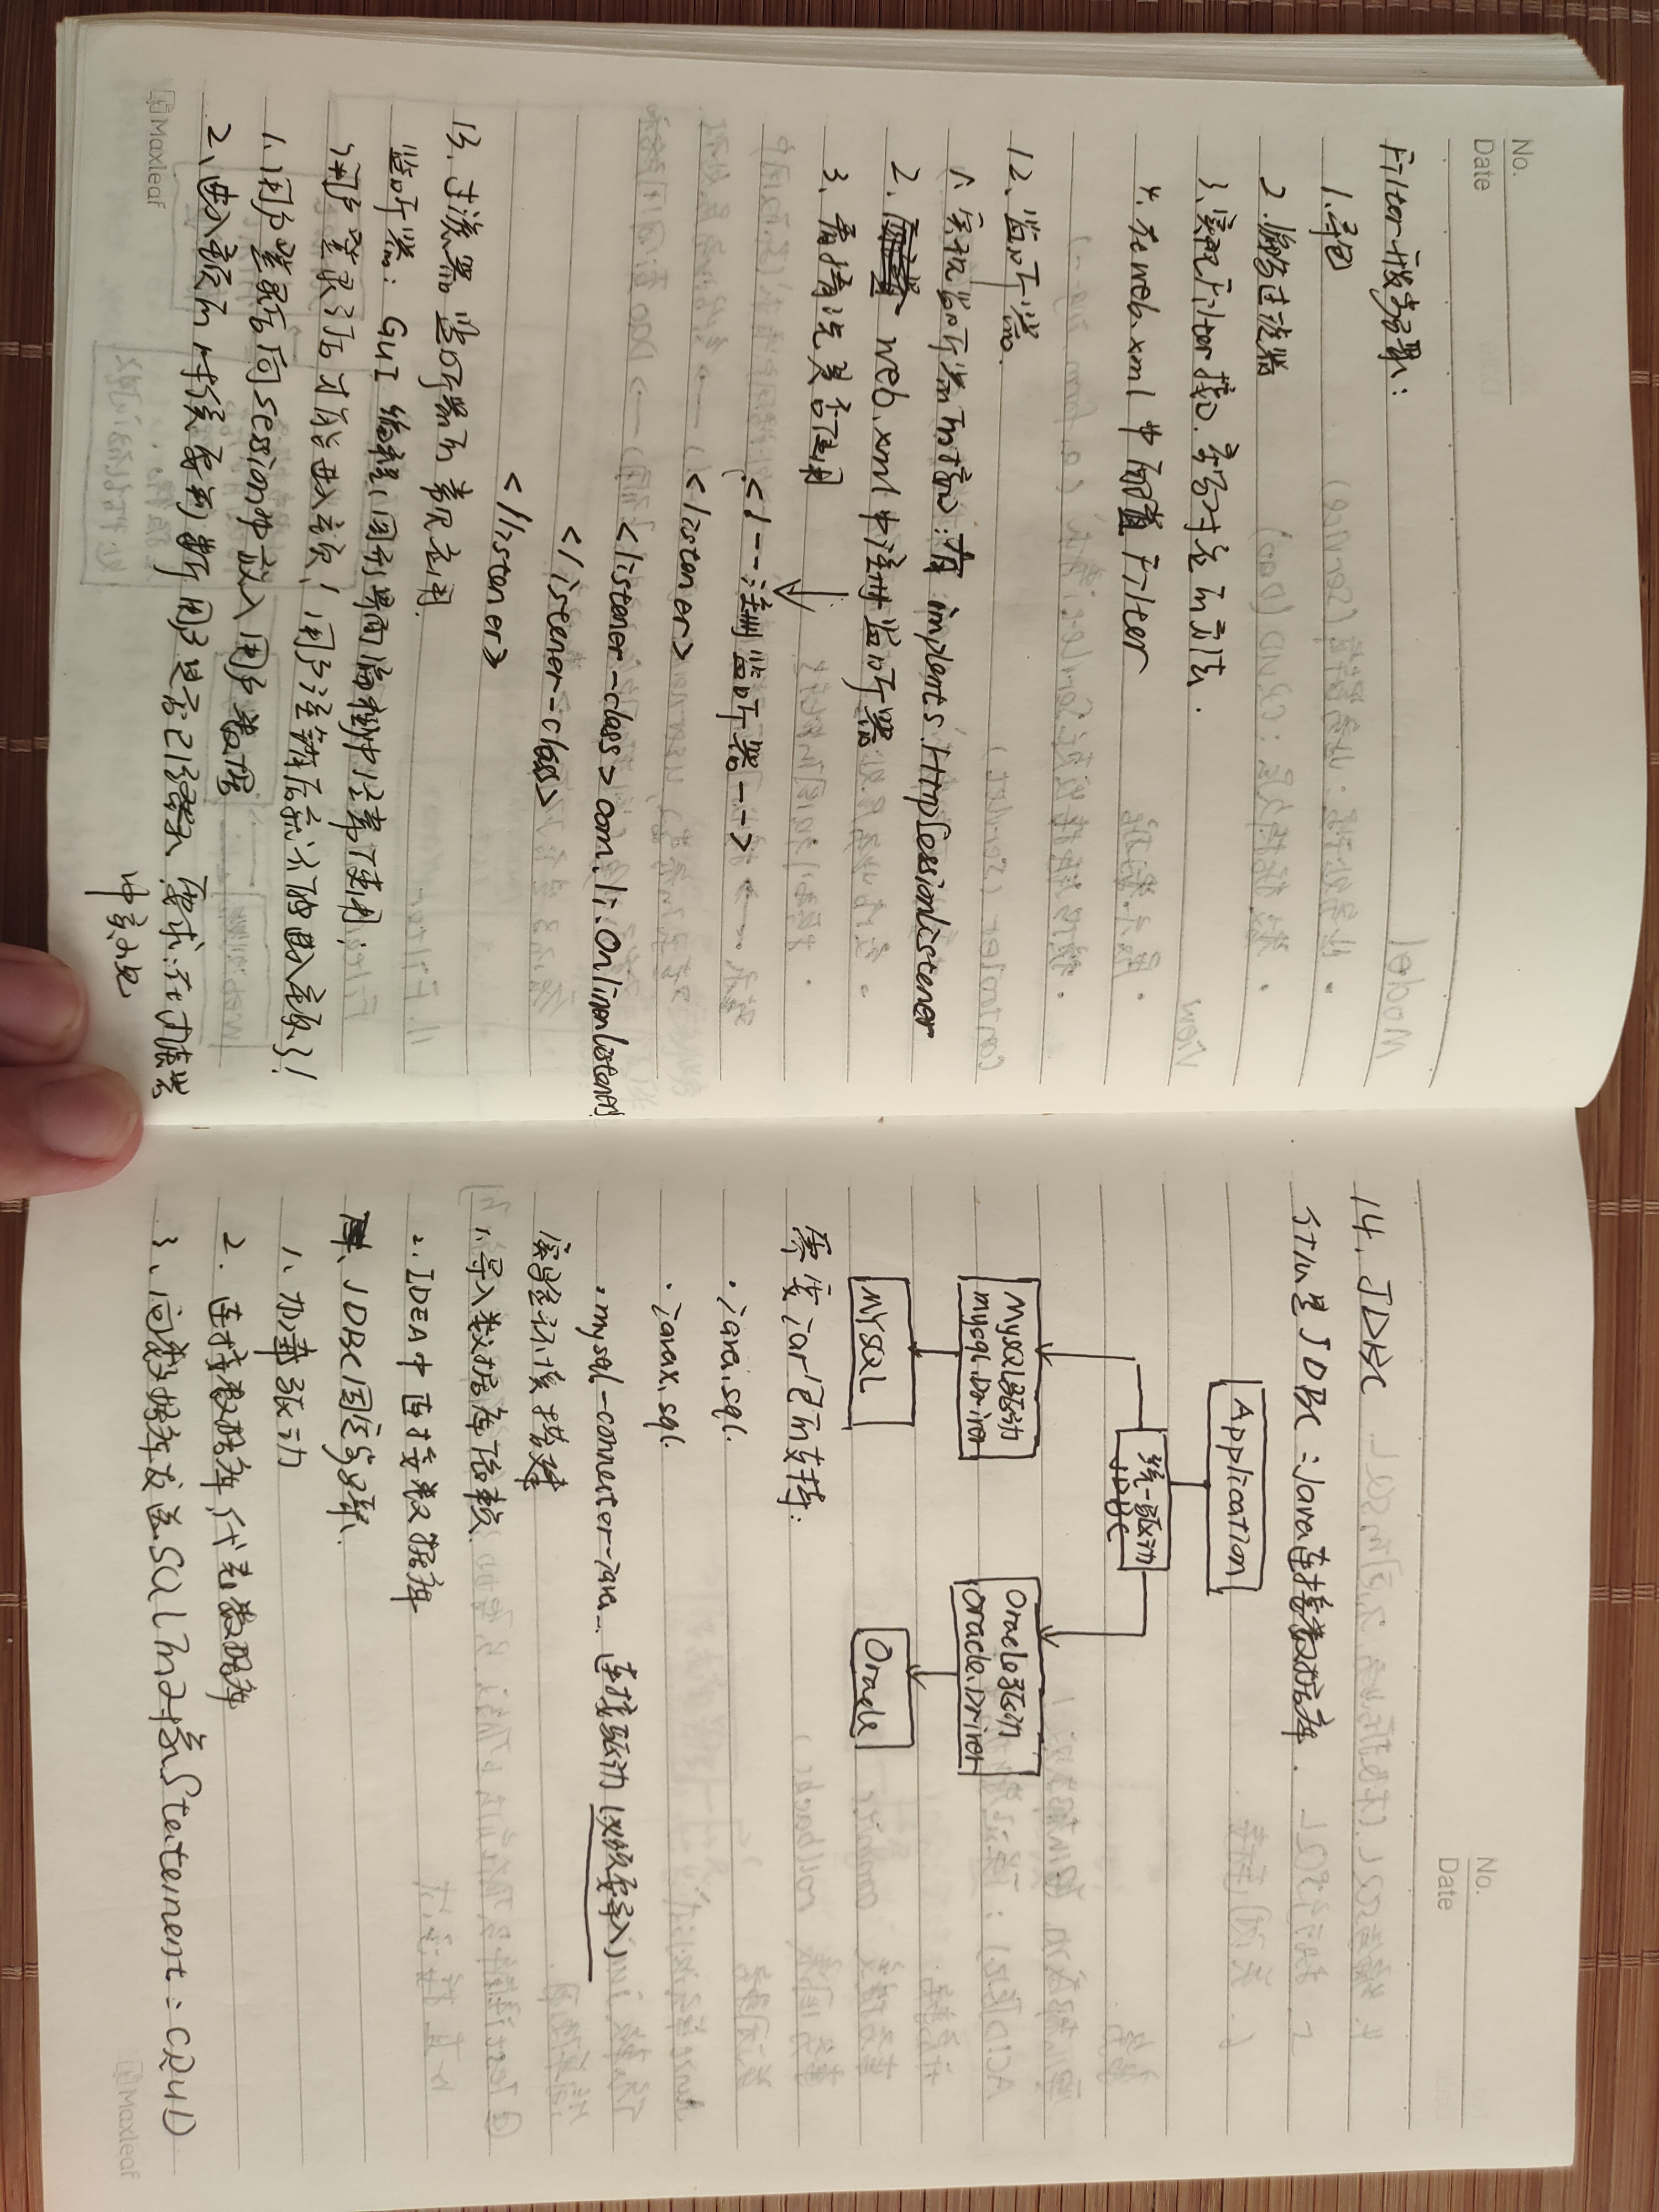 No.
Date
Filter开发步骤:
1.导包
2.编写过滤器
3.实现Filter接口.重写对应的方法.
4.在web.xml中配置Filter
12、监听器.
1.实现监听器的接口: implents HttpSessionlistener
2. web.xml中注册监听器
3、看情况是否使用
<!---注册监听器-->
<listener>
<listener-class>com.li.OnlineListener
</listener-class>
</listener>
13、过滤器 监听器的常见应用.
监听器: GUI编程,图形界面编程中经常使用;
用户登录后才能进入主页!用户注销后就不能进入主页了!
1.用户登录后,向session中放入用户数据
2、进入主页的时候要判断用户是否已经登录,要求:在过滤器
中实现
Maxleaf
No.
Date
14. JDBC
什么是JDBC:Java连接数据库.
Application
统一驱动
JDBC
MySQL驱动
mysql.Driver
Oracle驱动
Oracle.Driver
MYSQL
Oracle
需要jar包的支持:
·java.sql.
·javax.sql.
·mysql-connecter-java 连接驱动(必须要导入)
实验环境搭建
1.导入数据库依赖.
2. IDEA中连接数据库
JDBC固定步骤.
1、加载驱动
2. 连接数据库,代表数据库
3、向数据库发送SQL的对象Statement:CRUD
Maxleaf